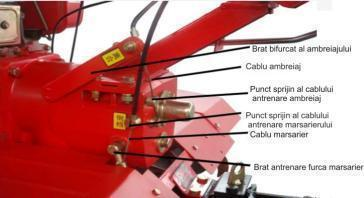 Brat bifurcat al ambreiajului
Cablu ambreiaj
Punct sprijin al cablului
antrenare ambreiaj
Punct sprijin al cablului
antrenare marsarierului
Cablu marsarier
Brat antrenare furca marsarier